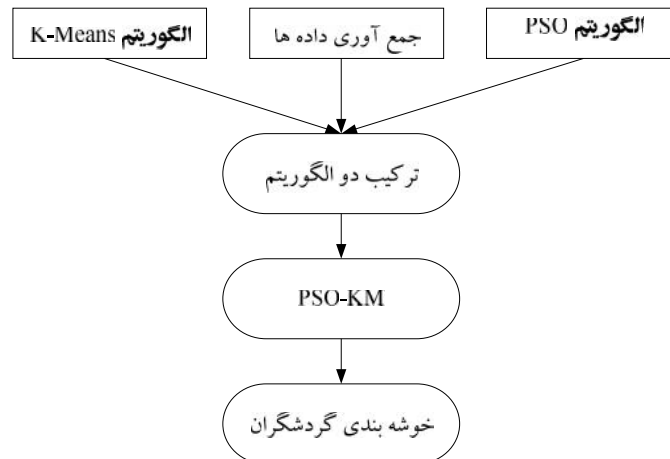 الگوریتم PSO
جمع آوری داده ها
الگوریتم K-Means
ترکیب دو الگوریتم
PSO-KM
خوشه بندی گردشگران